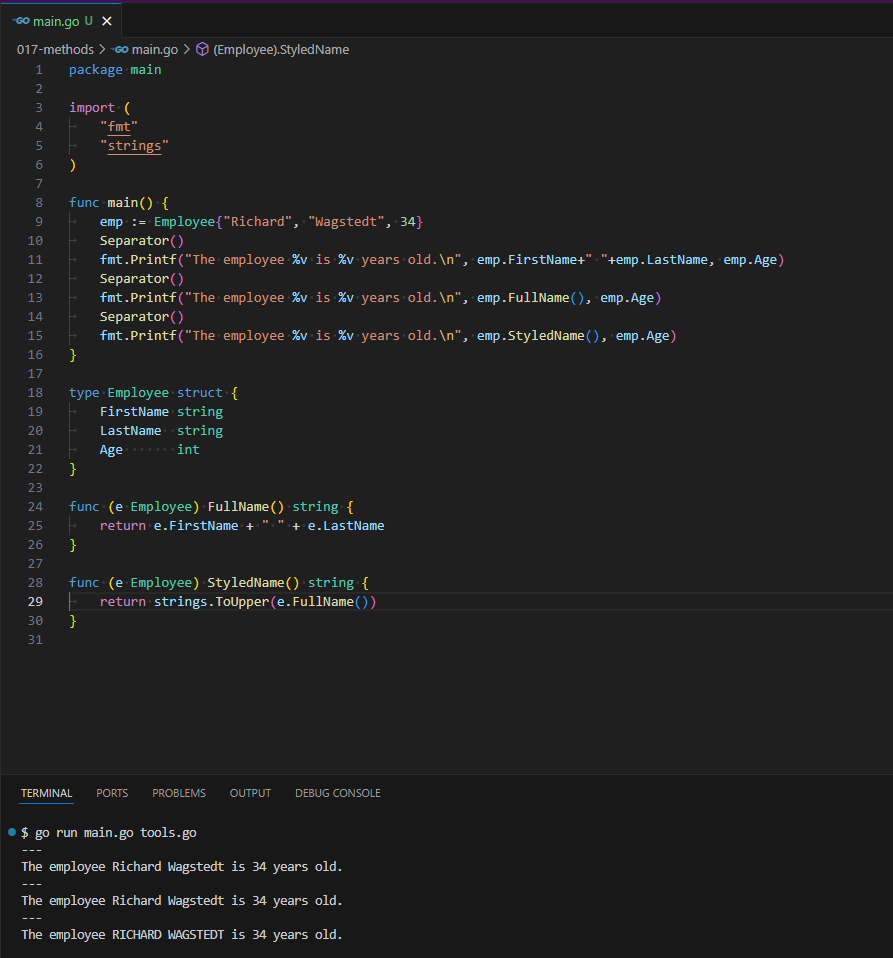 GO main.go U ×
017-methods > GO main.go > (Employee).StyledName
1 package main
2
3 import (
4 "fmt"
5 "strings"
6 )
7
8 func main() {
9 emp := Employee{"Richard", "Wagstedt", 34}
10 Separator()
11 fmt.Printf("The employee %v is %v years old.\n", emp.FirstName+" "+emp.LastName, emp.Age)
12 Separator()
13 fmt.Printf("The employee %v is %v years old.\n", emp.FullName(), emp.Age)
14 Separator()
15 fmt.Printf("The employee %v is %v years old.\n", emp.StyledName(), emp.Age)
16 }
17
18 type Employee struct {
19 FirstName string
20 LastName string
21 Age int
22 }
23
24 func (e Employee) FullName() string {
25 return e.FirstName + " " + e.LastName
26 }
27
28 func (e Employee) StyledName() string {
29 return strings.ToUpper(e.FullName())
30 }
31
TERMINAL PORTS PROBLEMS OUTPUT DEBUG CONSOLE
$ go run main.go tools.go
---
The employee Richard Wagstedt is 34 years old.
---
The employee Richard Wagstedt is 34 years old.
---
The employee RICHARD WAGSTEDT is 34 years old.